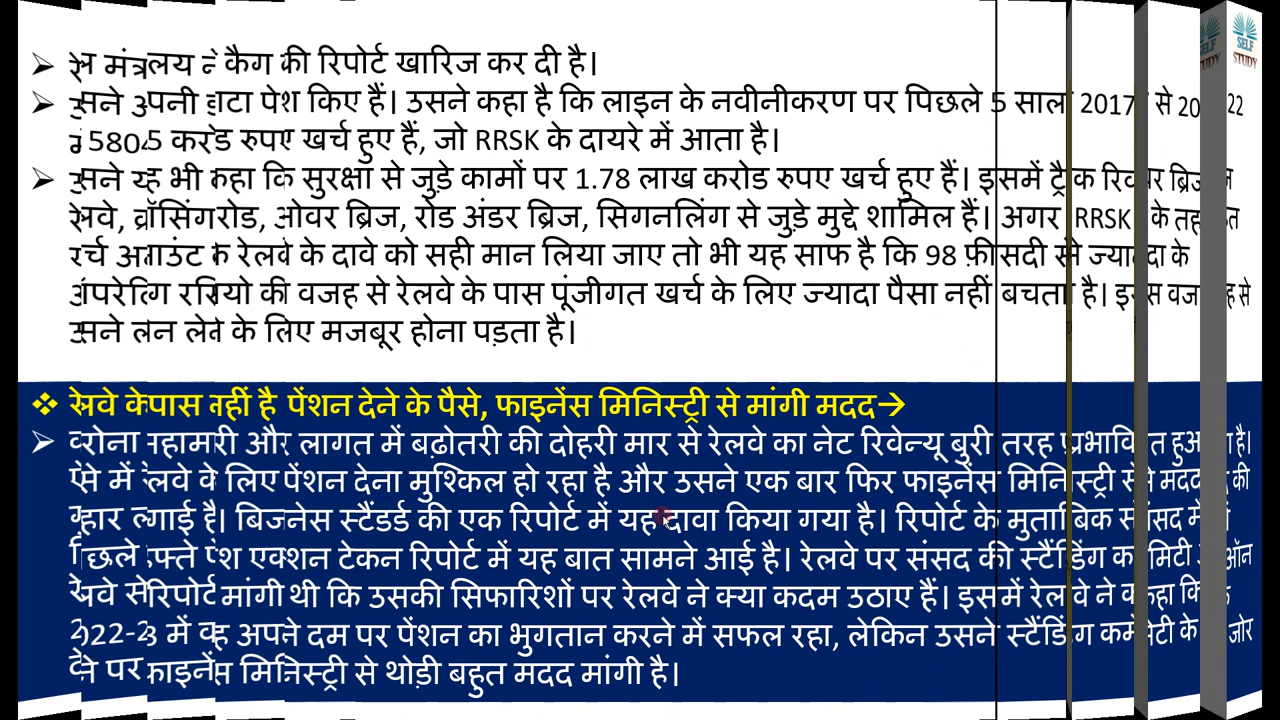 ➢ रेल मंत्रालय ने कैग की रिपोर्ट खारिज कर दी है।
➢ उसने अपनी डाटा पेश किए हैं। उसने कहा है कि लाइन के नवीनीकरण पर पिछले 5 साल 2017 से 22
करोड रुपए खर्च हुए हैं, जो RRSK के दायरे में आता है।
➢ उसने यह भी कहा कि सुरक्षा से जुड़े कामों पर 1.78 लाख करोड रुपए खर्च हुए हैं। इसमें ट्रैक ब्रिज
रेलवे, क्रॉसिंग रोड, ओवर ब्रिज, रोड अंडर ब्रिज, सिगनलिंग से जुड़े मुद्दे शामिल हैं। अगर RRSK के तहत
खर्च अमाउंट के रेलवे के दावे को सही मान लिया जाए तो भी यह साफ है कि 98 फ़ीसदी से ज्यादा के
रेलवे के पास पूंजीगत खर्च के लिए ज्यादा पैसा नहीं बचता है। इस वजह से
उसने लोन लेने के लिए मजबूर होना पड़ता है।
❖ रेलवे के पास नहीं है पेंशन देने के पैसे, फाइनेंस मिनिस्ट्री से मांगी मदद→
➢ कोरोना महामारी और लागत में बढ़ोतरी की दोहरी मार से रेलवे का नेट रिवेन्यू बुरी तरह प्रभावित हुआ है।
ऐसे में रेलवे के लिए पेंशन देना मुश्किल हो रहा है और उसने एक बार फिर फाइनेंस मिनिस्ट्री से मदद की
गुहार लगाई है। बिजनेस स्टैंडर्ड की एक रिपोर्ट में यह दावा किया गया है। रिपोर्ट के मुताबिक संसद में
पिछले हफ्ते पेश एक्शन टेकन रिपोर्ट में यह बात सामने आई है। रेलवे पर संसद की स्टैंडिंग कमिटी ऑन
रेलवे से रिपोर्ट मांगी थी कि उसकी सिफारिशों पर रेलवे ने क्या कदम उठाए हैं। इसमें रेलवे ने कहा कि
2022-23 में वह अपने दम पर पेंशन का भुगतान करने में सफल रहा, लेकिन उसने स्टैंडिंग कमेटी के जोर
देने पर फाइनेंस मिनिस्ट्री से थोड़ी बहुत मदद मांगी है।
SELF
STUDY